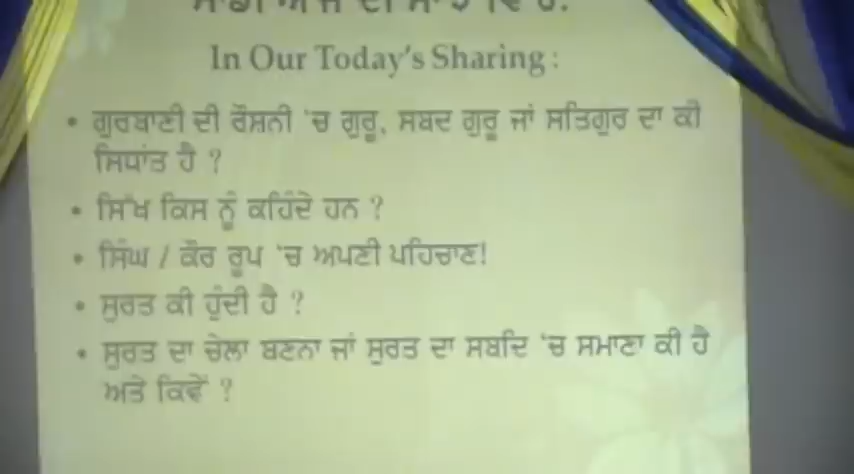 In Our Today's Sharing :
• ਗੁਰਬਾਣੀ ਦੀ ਰੌਸ਼ਨੀ 'ਚ ਗੁਰੂ, ਸਬਦ ਗੁਰੂ ਜਾਂ ਸਤਿਗੁਰ ਦਾ ਕੀ
ਸਿਧਾਂਤ ਹੈ ?
• ਸਿੱਖ ਕਿਸ ਨੂੰ ਕਹਿੰਦੇ ਹਨ ?
• ਸਿੰਘ / ਕੌਰ ਰੂਪ 'ਚ ਅਪਣੀ ਪਹਿਚਾਣ!
• ਸੁਰਤ ਕੀ ਹੁੰਦੀ ਹੈ ?
• ਸੁਰਤ ਦਾ ਚੇਲਾ ਬਣਨਾ ਜਾਂ ਸੁਰਤ ਦਾ ਸਬਦਿ 'ਚ ਸਮਾਣਾ ਕੀ ਹੈ
ਅਤੇ ਕਿਵੇਂ ?